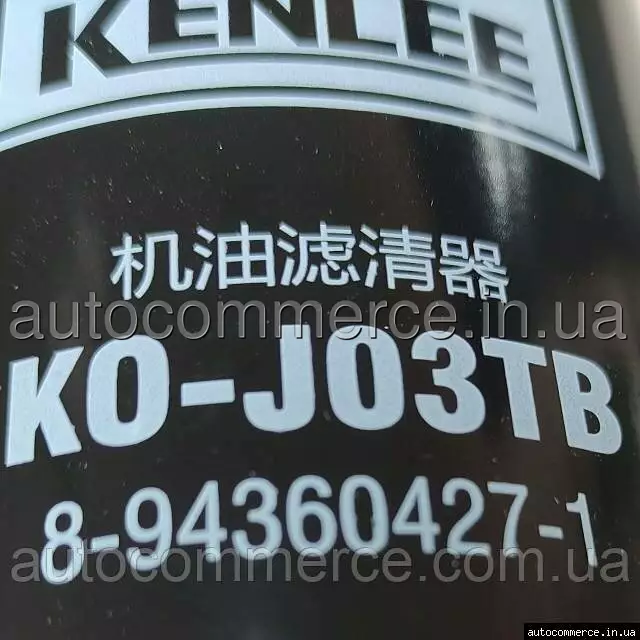 KENLEE
机油滤清器
autocommerce.in.ua
KO-J03TB
8-94360427-1
autocommerce.com.ua
autocommerce.in.ua